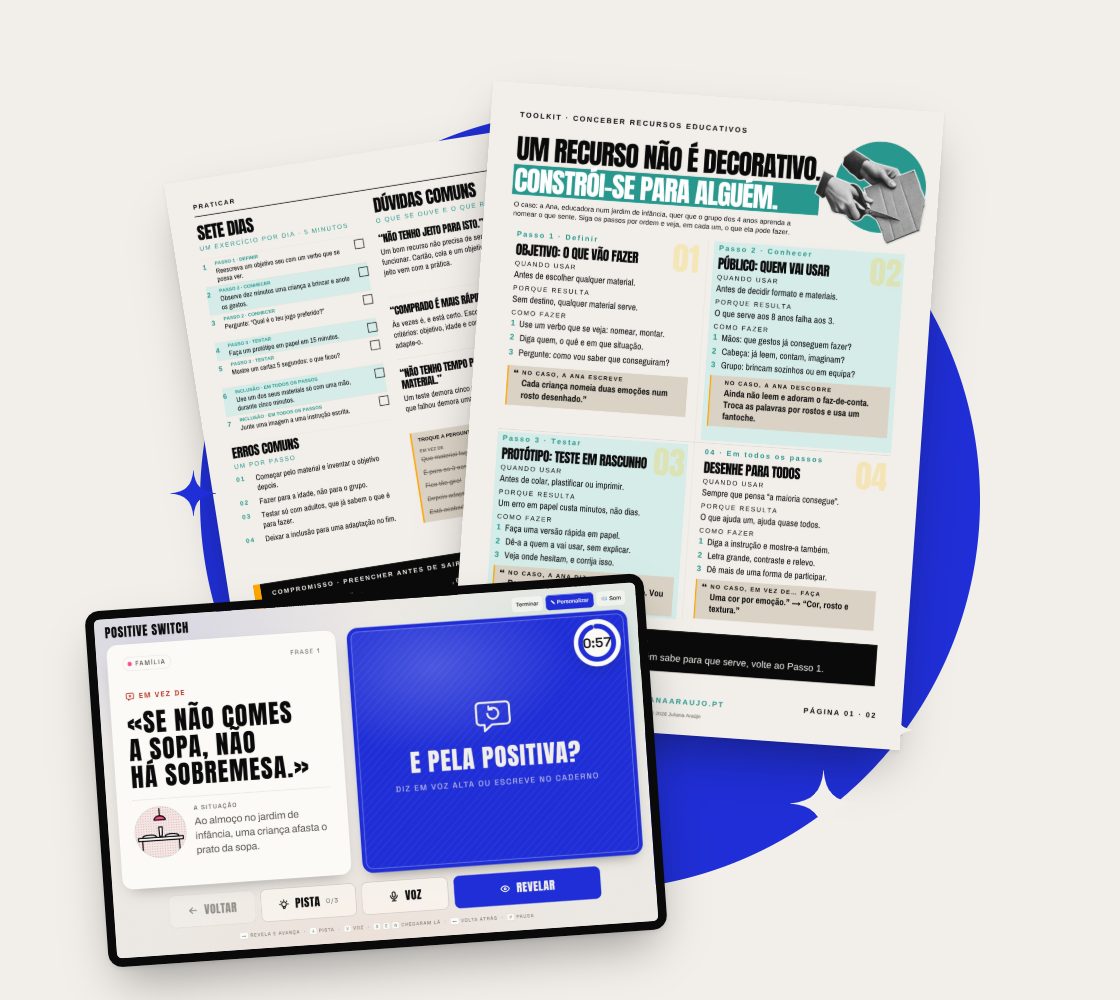 PRATICAR
SETE DIAS
UM EXERCÍCIO POR DIA · 5 MINUTOS
1 PASSO 1 · DEFINIR
Reescreva um objetivo seu com um verbo que se
possa ver.
2 PASSO 2 · CONHECER
Observe dez minutos uma criança a brincar e anote
os gestos.
3 PASSO 2 · CONHECER
Pergunte: "Qual é o teu jogo preferido?"
4 PASSO 3 · TESTAR
Faça um protótipo em papel em 15 minutos.
5 PASSO 3 · TESTAR
Mostre um cartaz 5 segundos: o que ficou?
6 INCLUSÃO · EM TODOS OS PASSOS
Use um dos seus materiais só com uma mão,
durante cinco minutos.
7 INCLUSÃO · EM TODOS OS PASSOS
Junte uma imagem a uma instrução escrita.
ERROS COMUNS
UM POR PASSO
01 Começar pelo material e inventar o objetivo
depois.
02 Fazer para a idade, não para o grupo.
03 Testar só com adultos, que já sabem o que é
para fazer.
04 Deixar a inclusão para uma adaptação no fim.
DÚVIDAS COMUNS
O QUE SE OUVE E O QUE
"NÃO TENHO JEITO PARA ISTO."
Um bom recurso não precisa de
funcionar. Cartão, cola e um
jeito vem com a prática.
"COMPRADO É MAIS
Às vezes é, e está certo.
critérios: objetivo, idade e
adapte-o.
"NÃO TENHO TEMPO
MATERIAL."
Um teste demora cinco
que falhou demora
TROQUE A
EM VEZ DE
Que material
É para
Fica tão giro!
Depois
Está
COMPROMISSO · PREENCHER ANTES DE SAIR
TOOLKIT · CONCEBER RECURSOS EDUCATIVOS
UM RECURSO NÃO É DECORATIVO.
CONSTRÓI-SE PARA ALGUÉM.
O caso: a Ana, educadora num jardim de infância, quer que o grupo dos 4 anos aprenda a
nomear o que sente. Siga os passos por ordem e veja, em cada um, o que ela pode fazer.
Passo 1 · Definir
01
OBJETIVO: O QUE VÃO FAZER
QUANDO USAR
Antes de escolher qualquer material.
PORQUE RESULTA
Sem destino, qualquer material serve.
COMO FAZER
1 Use um verbo que se veja: nomear, montar.
2 Diga quem, o quê e em que situação.
3 Pergunte: como vou saber que conseguiram?
❝ NO CASO, A ANA ESCREVE
Cada criança nomeia duas emoções num
rosto desenhado."
Passo 2 · Conhecer
02
PÚBLICO: QUEM VAI USAR
QUANDO USAR
Antes de decidir formato e materiais.
PORQUE RESULTA
O que serve aos 8 anos falha aos 3.
COMO FAZER
1 Mãos: que gestos já conseguem fazer?
2 Cabeça: já leem, contam, imaginam?
3 Grupo: brincam sozinhos ou em equipa?
NO CASO, A ANA DESCOBRE
Ainda não leem e adoram o faz-de-conta.
Troca as palavras por rostos e usa um
fantoche.
Passo 3 · Testar
03
PROTÓTIPO: TESTE EM RASCUNHO
QUANDO USAR
Antes de colar, plastificar ou imprimir.
PORQUE RESULTA
Um erro em papel custa minutos, não dias.
COMO FAZER
1 Faça uma versão rápida em papel.
2 Dê-a a quem a vai usar, sem explicar.
3 Veja onde hesitam, e corrija isso.
❝ NO CASO, A ANA
Vou
04 · Em todos os passos
04
DESENHE PARA TODOS
QUANDO USAR
Sempre que pensa "a maioria consegue".
PORQUE RESULTA
O que ajuda um, ajuda quase todos.
COMO FAZER
1 Diga a instrução e mostre-a também.
2 Letra grande, contraste e relevo.
3 Dê mais de uma forma de participar.
❝ NO CASO, EM VEZ DE… FAÇA
Uma cor por emoção." → "Cor, rosto e
textura."
sabe para que serve, volte ao Passo 1.
ANAARAUJO.PT
2026 Juliana Araújo
PÁGINA 01 · 02
POSITIVE SWITCH
Terminar
Personalizar
Som
FAMÍLIA
FRASE 1
EM VEZ DE
«SE NÃO COMES
A SOPA, NÃO
HÁ SOBREMESA.»
A SITUAÇÃO
Ao almoço no jardim de
infância, uma criança afasta o
prato da sopa.
0:57
E PELA POSITIVA?
DIZ EM VOZ ALTA OU ESCREVE NO CADERNO
← VOLTAR
PISTA 0/3
VOZ
REVELAR
REVELA E AVANÇA · PISTA · VOZ · CHEGARAM LÁ · VOLTA ATRÁS · PAUSA